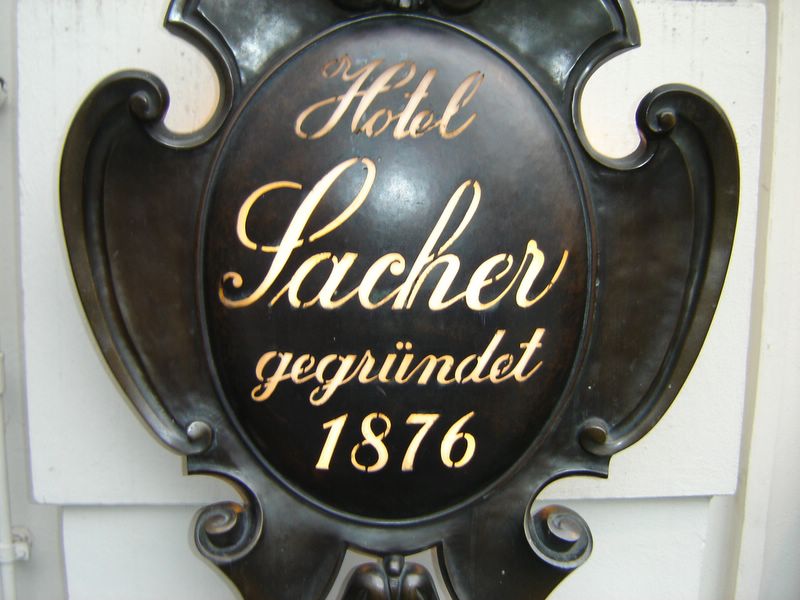 Hotel
Sacher
gegründet
1876